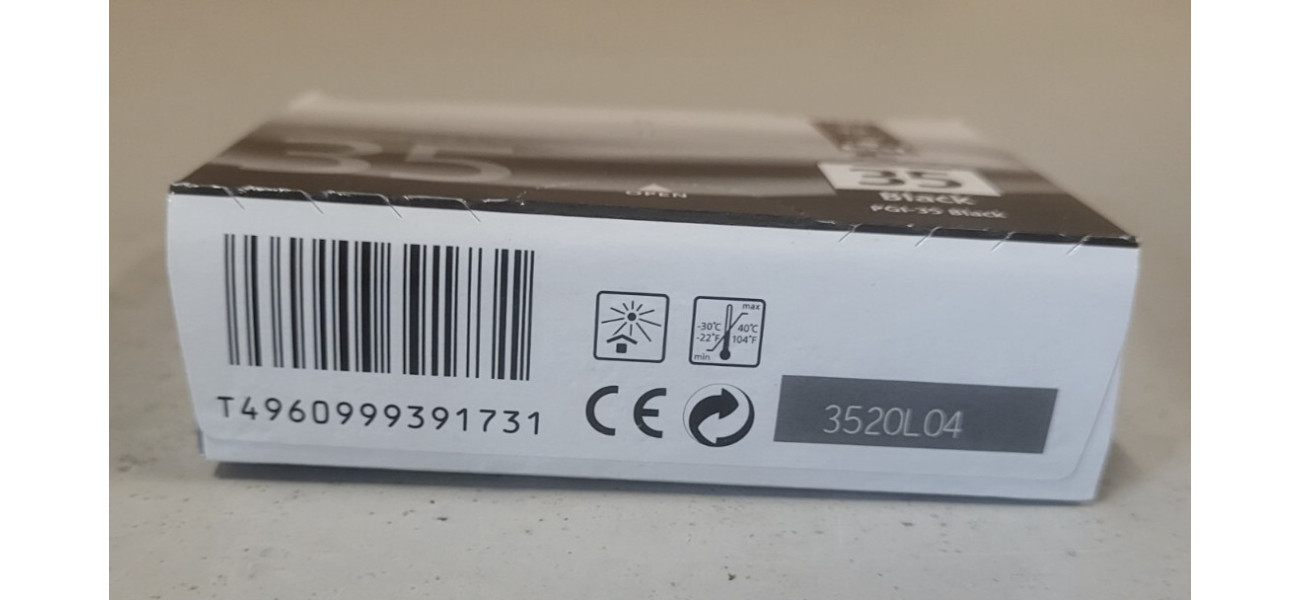 35
OPEN
35
Black
PGI-35 Black
max
-30°C
40°C
-22°F
104°F
min
T4960999391731
CE
3520L04